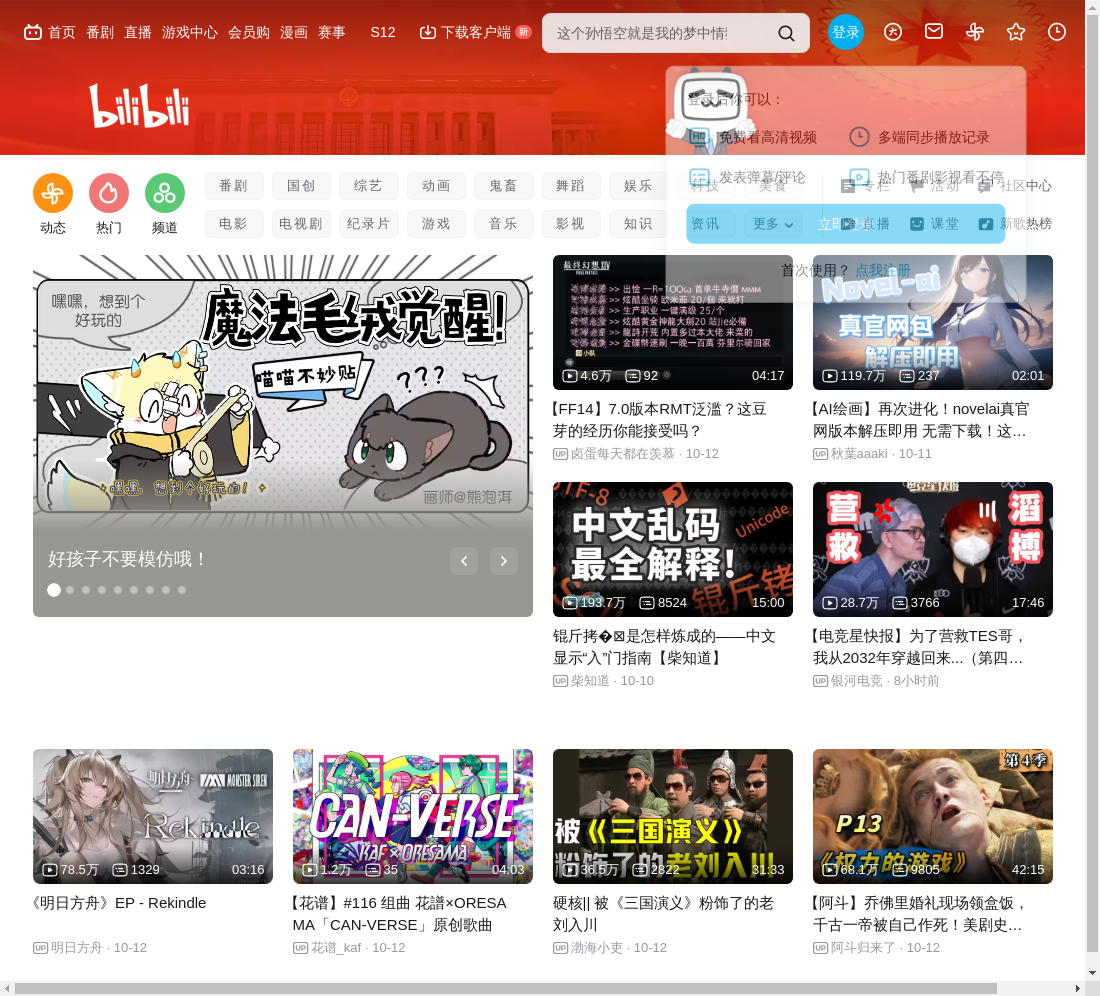 首页 番剧 直播 游戏中心 会员购 漫画 赛事 S12 下载客户端 新
这个孙悟空就是我的梦中情
登录
bilibili
登录后你可以：
免费看高清视频 多端同步播放记录
发表弹幕/评论 热门番剧影视看不停
首次使用？ 点我注册
动态 热门 频道
番剧 国创 综艺 动画 鬼畜 舞蹈 娱乐 科技 美食 专栏 活动 社区中心
电影 电视剧 纪录片 游戏 音乐 影视 知识 资讯 更多 直播 课堂 新歌热榜
嘿嘿，想到个
好玩的
魔法毛绒觉醒!
喵喵不妙贴
???
嘿嘿，想到个好玩的!
画师@熊泡洱
好孩子不要模仿哦！
最终幻想XIV
4.6万 92 04:17
【FF14】7.0版本RMT泛滥？这豆
芽的经历你能接受吗？
UP 卤蛋每天都在羡慕 · 10-12
Novel-ai
真官网包
解压即用
119.7万 237 02:01
【AI绘画】再次进化！novelai真官
网版本解压即用 无需下载！这…
UP 秋葉aaaki · 10-11
UTF-8
Unicode
中文乱码
最全解释!
锟斤铐
193.7万 8524 15:00
锟斤拷�⊠是怎样炼成的——中文
显示“入”门指南【柴知道】
UP 柴知道 · 10-10
营救
滔搏
28.7万 3766 17:46
【电竞星快报】为了营救TES哥，
我从2032年穿越回来...（第四…
UP 银河电竞 · 8小时前
明日方舟 MONSTER SIREN
Rekindle
78.5万 1329 03:16
《明日方舟》EP - Rekindle
UP 明日方舟 · 10-12
CAN-VERSE
KAF×ORESAMA
1.2万 35 04:03
【花谱】#116 组曲 花譜×ORESA
MA「CAN-VERSE」原创歌曲
UP 花谱_kaf · 10-12
被《三国演义》
粉饰了的老刘入川
36.5万 2822 31:33
硬核|| 被《三国演义》粉饰了的老
刘入川
UP 渤海小吏 · 10-12
第4季
P13
《权力的游戏》
68.1万 9805 42:15
【阿斗】乔佛里婚礼现场领盒饭，
千古一帝被自己作死！美剧史…
UP 阿斗归来了 · 10-12